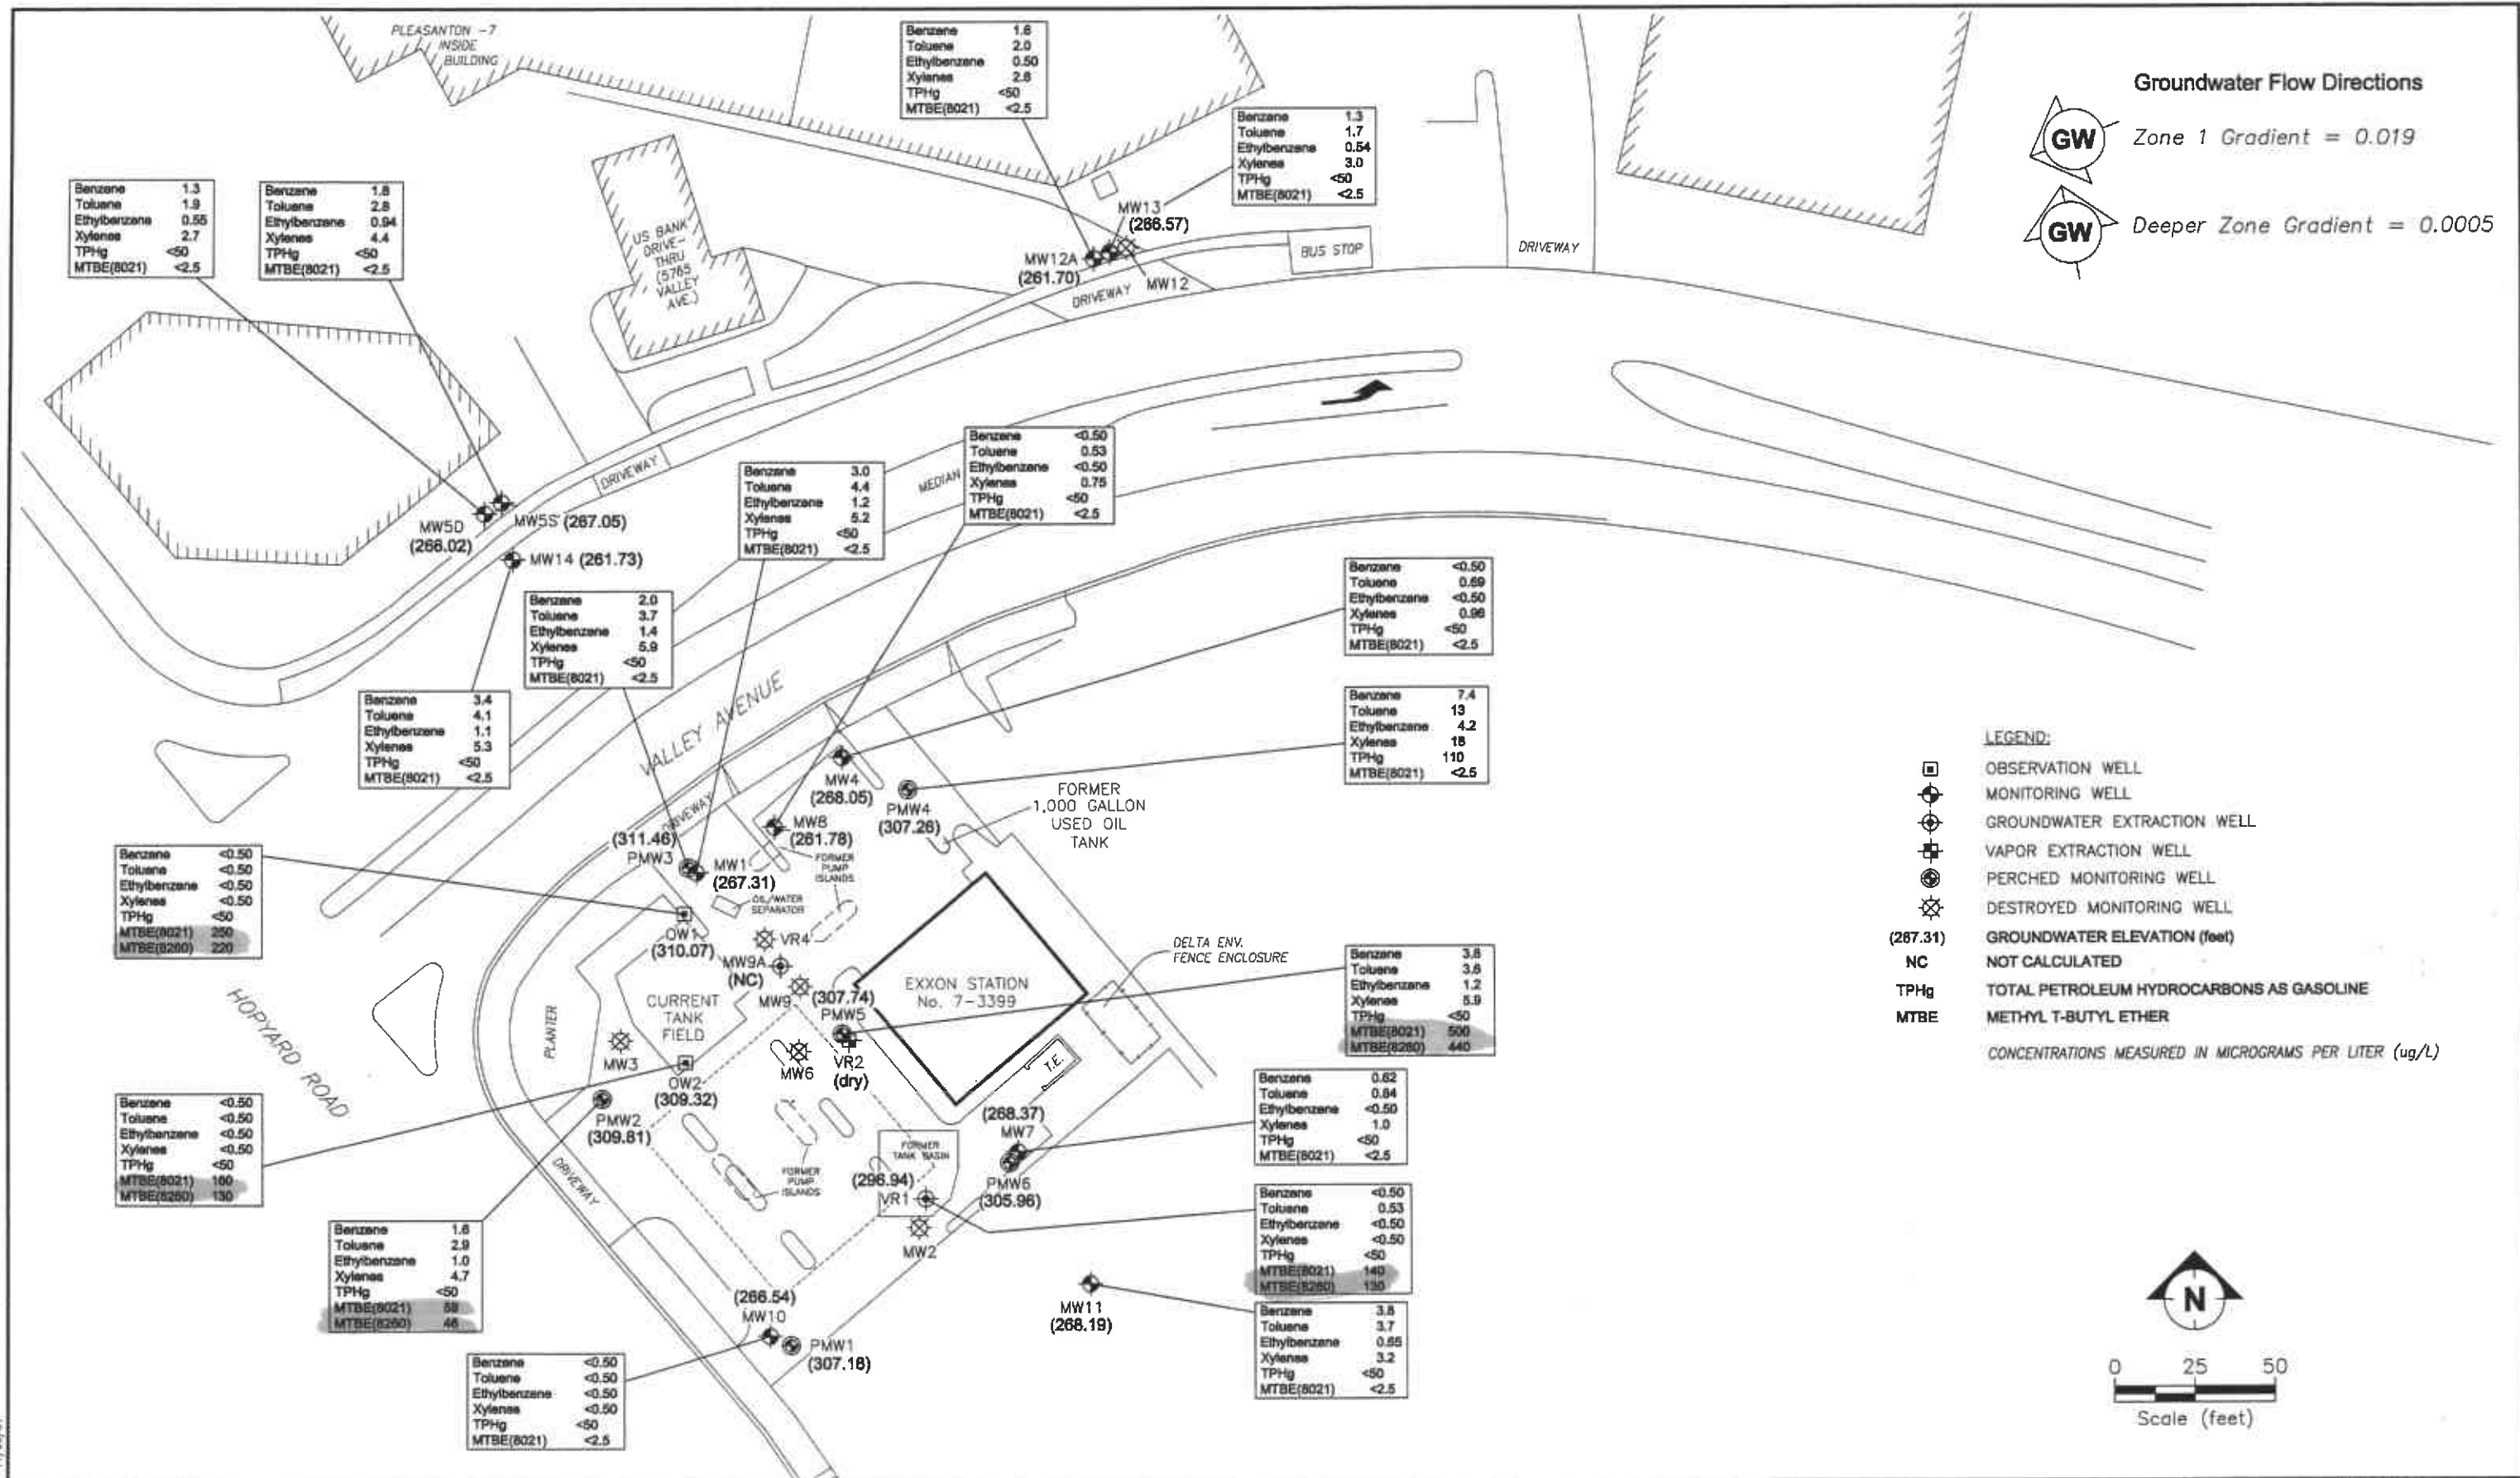 PLEASANTON -7
INSIDE
BUILDING
Benzene 1.6
Toluene 2.0
Ethylbenzene 0.50
Xylenes 2.6
TPHg <50
MTBE(8021) <2.5
Groundwater Flow Directions
GW Zone 1 Gradient = 0.019
GW Deeper Zone Gradient = 0.0005
Benzene 1.3
Toluene 1.7
Ethylbenzene 0.54
Xylenes 3.0
TPHg <50
MTBE(8021) <2.5
Benzene 1.3
Toluene 1.9
Ethylbenzene 0.55
Xylenes 2.7
TPHg <50
MTBE(8021) <2.5
Benzene 1.8
Toluene 2.8
Ethylbenzene 0.94
Xylenes 4.4
TPHg <50
MTBE(8021) <2.5
US BANK
DRIVE-
THRU
(5765
VALLEY
AVE.)
MW13
(266.57)
MW12A
(261.70)
MW12
DRIVEWAY
BUS STOP
DRIVEWAY
DRIVEWAY
MEDIAN
MW5D
(266.02)
MW5S (267.05)
MW14 (261.73)
Benzene 3.0
Toluene 4.4
Ethylbenzene 1.2
Xylenes 5.2
TPHg <50
MTBE(8021) <2.5
Benzene <0.50
Toluene 0.53
Ethylbenzene <0.50
Xylenes 0.75
TPHg <50
MTBE(8021) <2.5
Benzene 2.0
Toluene 3.7
Ethylbenzene 1.4
Xylenes 5.9
TPHg <50
MTBE(8021) <2.5
Benzene <0.50
Toluene 0.69
Ethylbenzene <0.50
Xylenes 0.96
TPHg <50
MTBE(8021) <2.5
Benzene 3.4
Toluene 4.1
Ethylbenzene 1.1
Xylenes 5.3
TPHg <50
MTBE(8021) <2.5
Benzene 7.4
Toluene 13
Ethylbenzene 4.2
Xylenes 18
TPHg 110
MTBE(8021) <2.5
VALLEY AVENUE
DRIVEWAY
MW4
(268.05)
PMW4
(307.26)
FORMER
1,000 GALLON
USED OIL
TANK
MW8
(261.78)
(311.46)
PMW3
MW1
(267.31)
FORMER
PUMP
ISLANDS
OIL/WATER
SEPARATOR
OW1
(310.07)
VR4
MW9A
(NC)
MW9
(307.74)
PMW5
VR2
(dry)
MW6
CURRENT
TANK
FIELD
PLANTER
MW3
OW2
(309.32)
PMW2
(309.81)
EXXON STATION
No. 7-3399
DELTA ENV.
FENCE ENCLOSURE
T.E.
(268.37)
MW7
PMW6
(305.96)
FORMER
TANK BASIN
(296.94)
VR1
MW2
FORMER
PUMP
ISLANDS
DRIVEWAY
HOPYARD ROAD
(266.54)
MW10
PMW1
(307.18)
MW11
(268.19)
Benzene <0.50
Toluene <0.50
Ethylbenzene <0.50
Xylenes <0.50
TPHg <50
MTBE(8021) 250
MTBE(8260) 220
Benzene <0.50
Toluene <0.50
Ethylbenzene <0.50
Xylenes <0.50
TPHg <50
MTBE(8021) 160
MTBE(8260) 130
Benzene 1.6
Toluene 2.9
Ethylbenzene 1.0
Xylenes 4.7
TPHg <50
MTBE(8021) 59
MTBE(8260) 46
Benzene <0.50
Toluene <0.50
Ethylbenzene <0.50
Xylenes <0.50
TPHg <50
MTBE(8021) <2.5
Benzene 3.6
Toluene 3.6
Ethylbenzene 1.2
Xylenes 5.9
TPHg <50
MTBE(8021) 500
MTBE(8260) 440
Benzene 0.62
Toluene 0.64
Ethylbenzene <0.50
Xylenes 1.0
TPHg <50
MTBE(8021) <2.5
Benzene <0.50
Toluene 0.53
Ethylbenzene <0.50
Xylenes <0.50
TPHg <50
MTBE(8021) 140
MTBE(8260) 130
Benzene 3.8
Toluene 3.7
Ethylbenzene 0.55
Xylenes 3.2
TPHg <50
MTBE(8021) <2.5
LEGEND:
OBSERVATION WELL
MONITORING WELL
GROUNDWATER EXTRACTION WELL
VAPOR EXTRACTION WELL
PERCHED MONITORING WELL
DESTROYED MONITORING WELL
(267.31) GROUNDWATER ELEVATION (feet)
NC NOT CALCULATED
TPHg TOTAL PETROLEUM HYDROCARBONS AS GASOLINE
MTBE METHYL T-BUTYL ETHER
CONCENTRATIONS MEASURED IN MICROGRAMS PER LITER (ug/L)
N
0 25 50
Scale (feet)